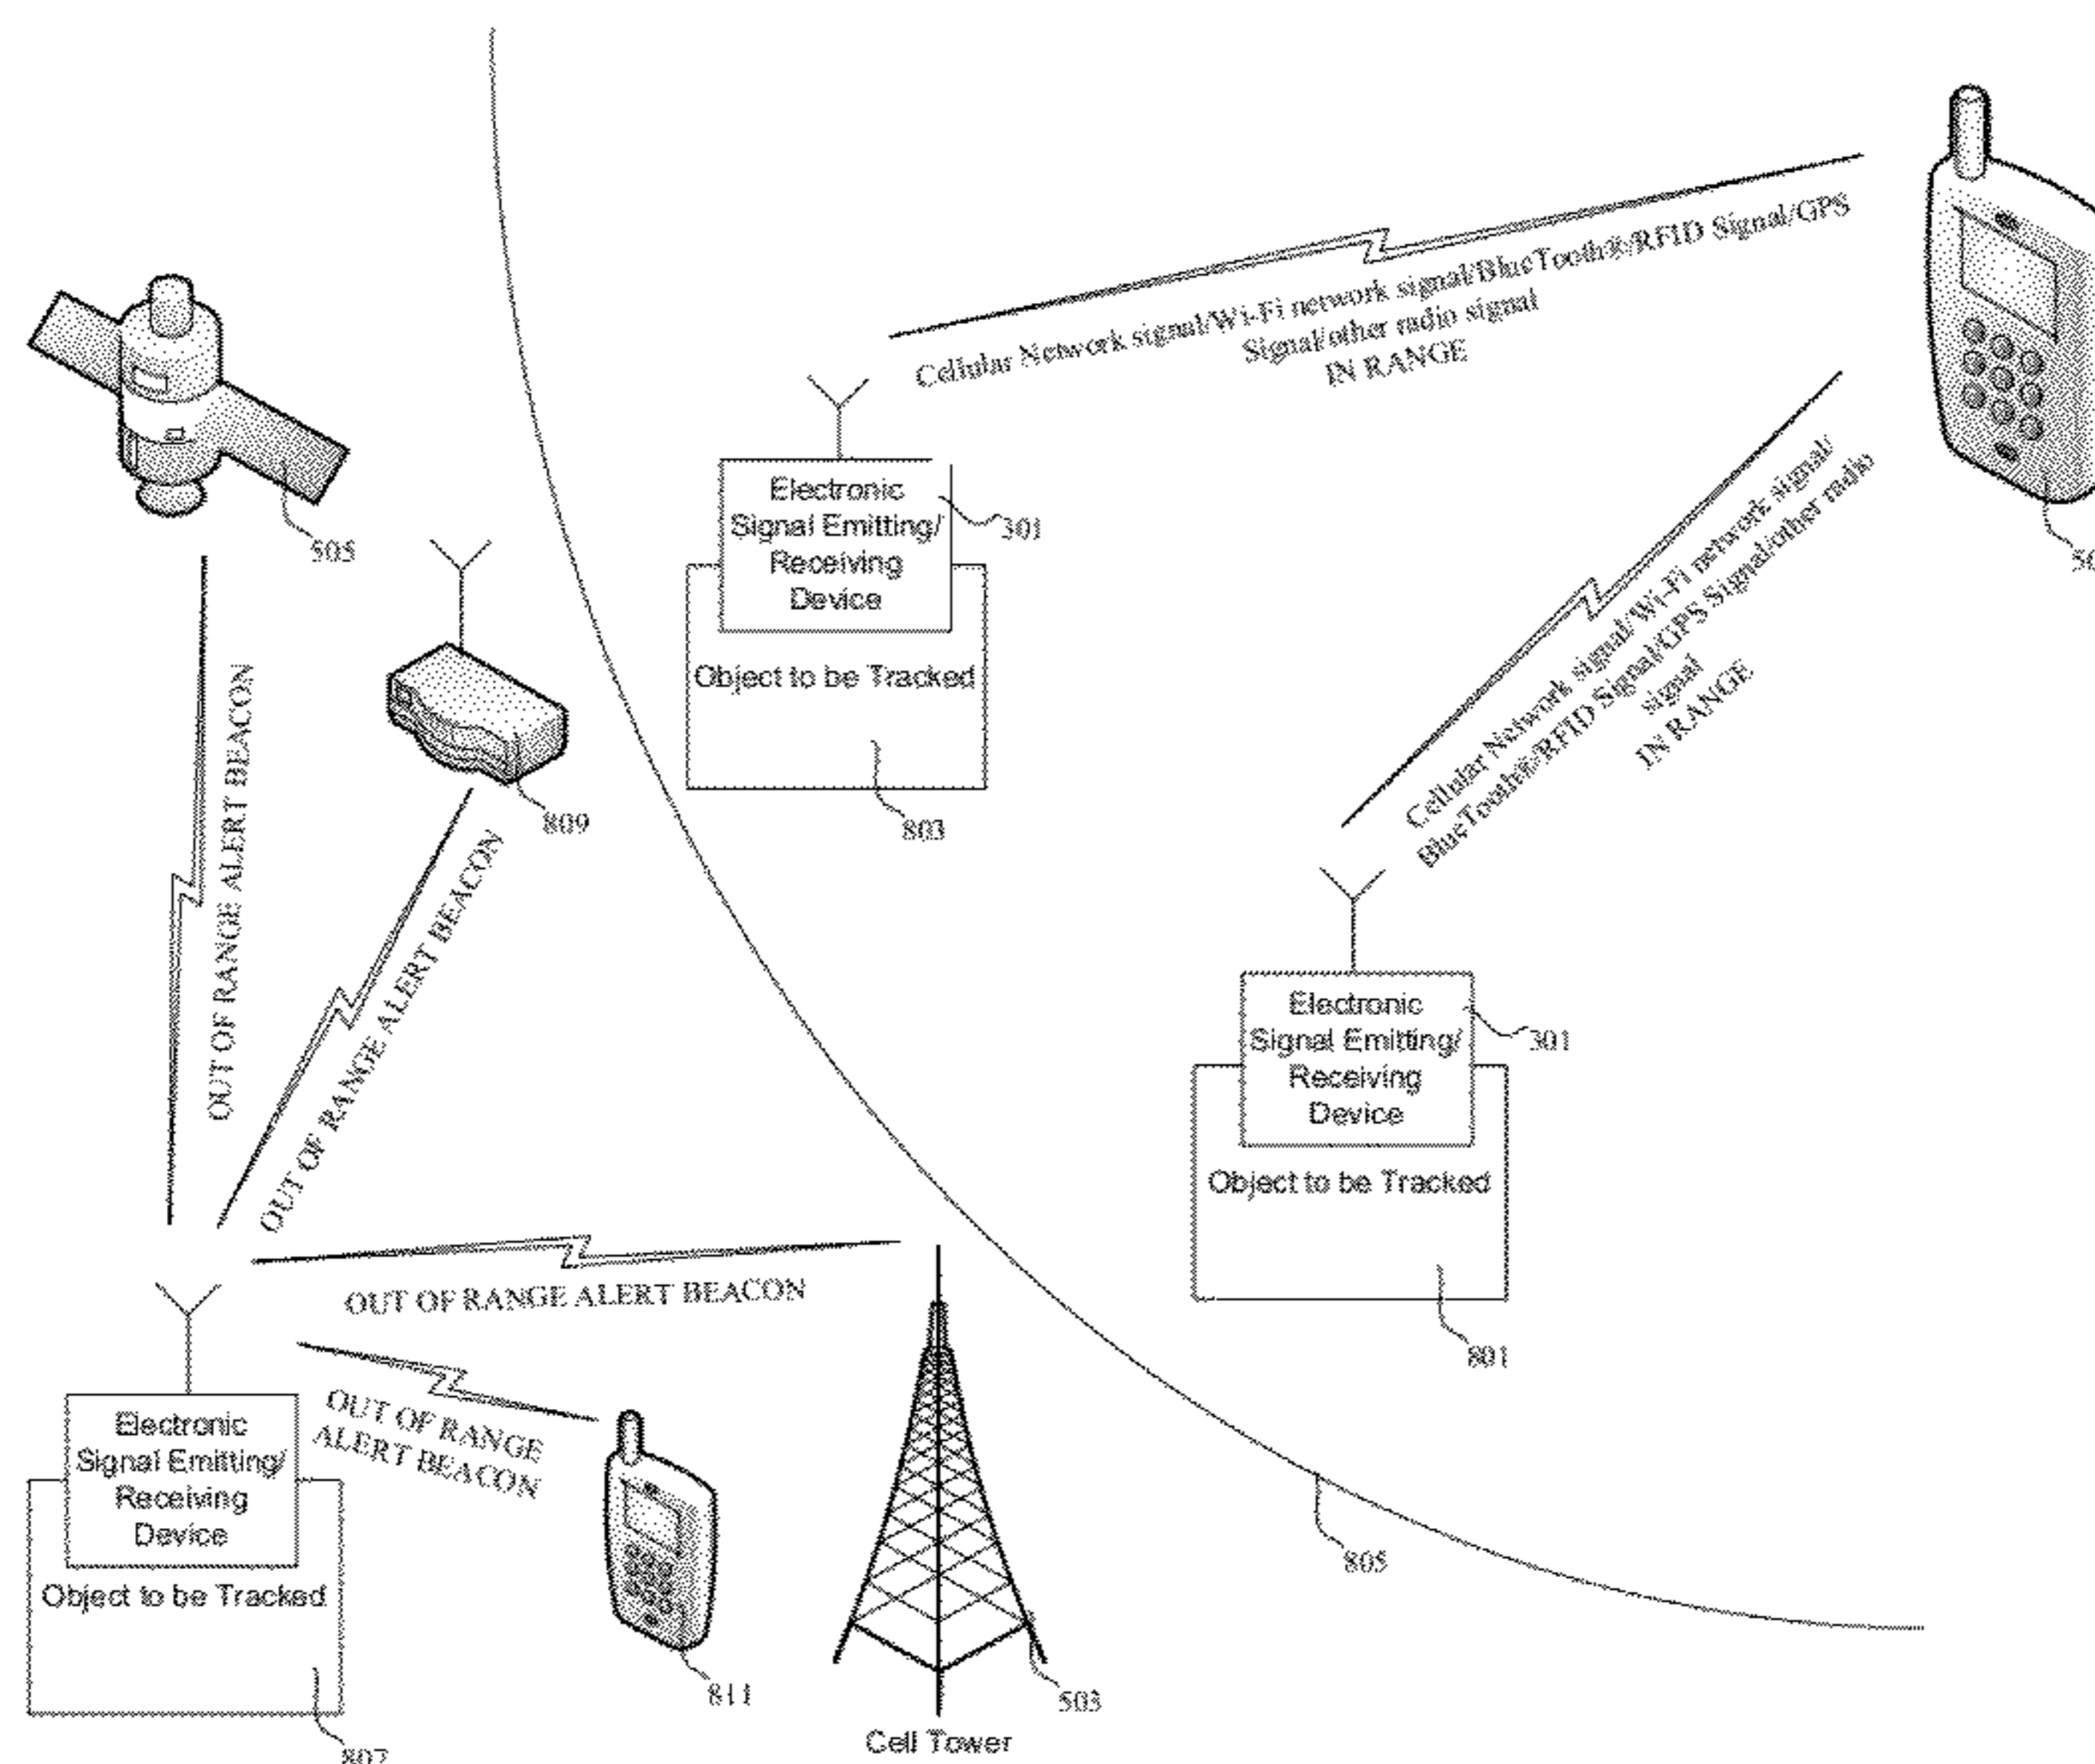 Cellular Network signal/Wi-Fi network signal/BlueTooth®/RFID Signal/GPS
Signal/other radio signal
IN RANGE
Electronic
Signal Emitting/
Receiving
Device
301
Object to be Tracked
803
505
809
OUT OF RANGE ALERT BEACON
OUT OF RANGE ALERT BEACON
Cellular Network signal/Wi-Fi network signal/
BlueTooth®/RFID Signal/GPS Signal/other radio
signal
IN RANGE
Electronic
Signal Emitting/
Receiving
Device
301
Object to be Tracked
801
OUT OF RANGE ALERT BEACON
OUT OF RANGE
ALERT BEACON
Electronic
Signal Emitting/
Receiving
Device
Object to be Tracked
811
503
Cell Tower
805